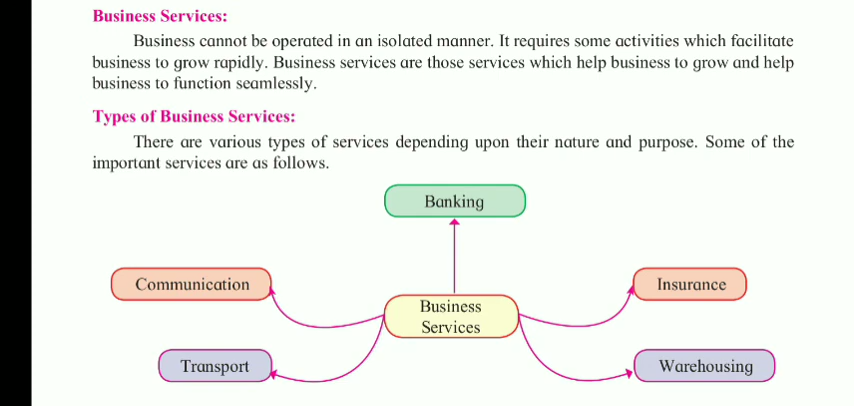 Business Services:
Business cannot be operated in an isolated manner. It requires some activities which facilitate
business to grow rapidly. Business services are those services which help business to grow and help
business to function seamlessly.
Types of Business Services:
There are various types of services depending upon their nature and purpose. Some of the
important services are as follows.
Banking
Communication
Insurance
Business
Services
Transport
Warehousing